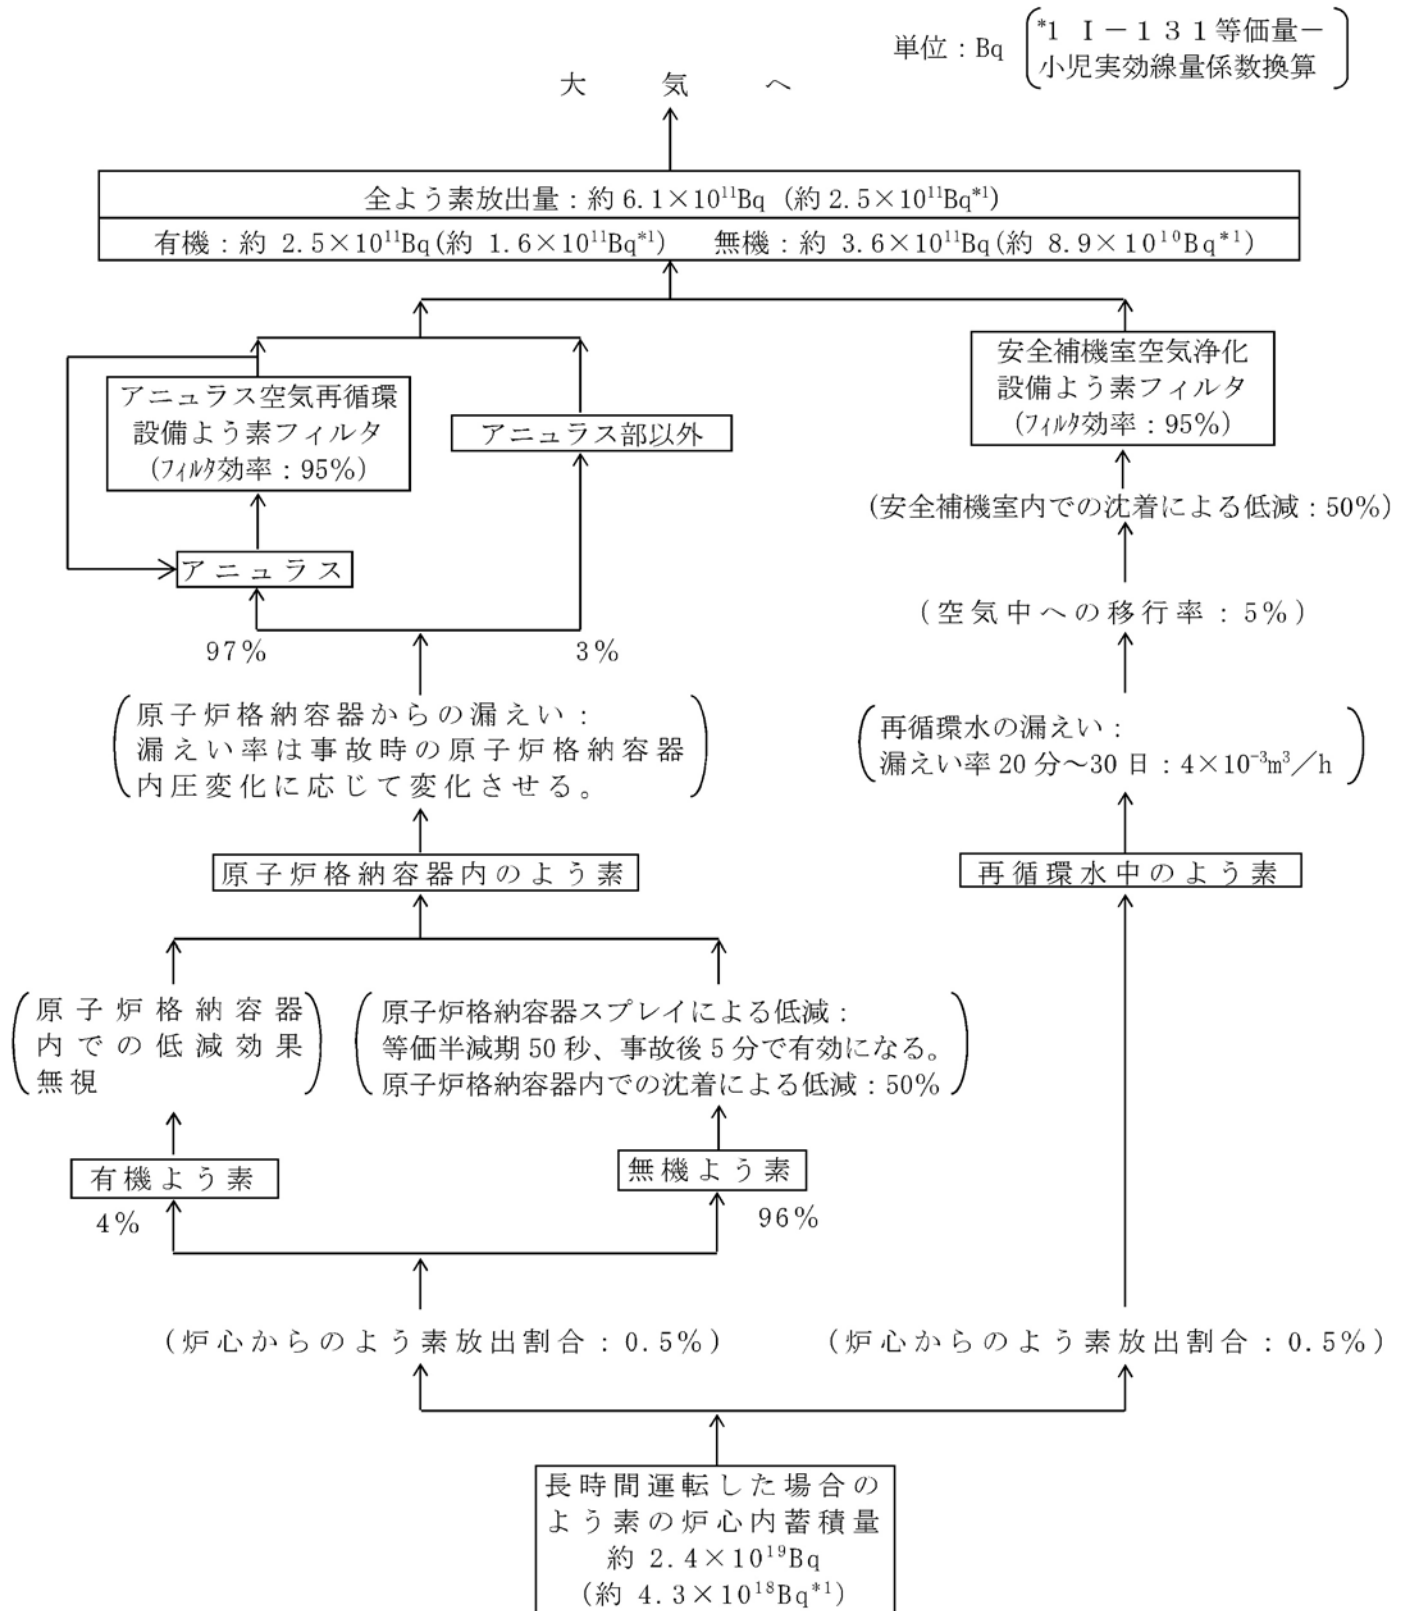 単位：Bq
*1 Ｉ－１３１等価量－
小児実効線量係数換算
大気へ
全よう素放出量：約 6.1×10¹¹Bq (約 2.5×10¹¹Bq*¹)
有機：約 2.5×10¹¹Bq(約 1.6×10¹¹Bq*¹) 無機：約 3.6×10¹¹Bq(約 8.9×10¹⁰Bq*¹)
アニュラス空気再循環
設備よう素フィルタ
(ﾌｨﾙﾀ効率：95%)
アニュラス部以外
安全補機室空気浄化
設備よう素フィルタ
(ﾌｨﾙﾀ効率：95%)
(安全補機室内での沈着による低減：50%)
アニュラス
(空気中への移行率：5%)
97%
3%
原子炉格納容器からの漏えい：
漏えい率は事故時の原子炉格納容器
内圧変化に応じて変化させる。
再循環水の漏えい：
漏えい率 20 分～30 日：4×10⁻³m³／h
原子炉格納容器内のよう素
再循環水中のよう素
原子炉格納容器
内での低減効果
無視
原子炉格納容器スプレイによる低減：
等価半減期 50 秒、事故後 5 分で有効になる。
原子炉格納容器内での沈着による低減：50%
有機よう素
無機よう素
4%
96%
(炉心からのよう素放出割合：0.5%)
(炉心からのよう素放出割合：0.5%)
長時間運転した場合の
よう素の炉心内蓄積量
約 2.4×10¹⁹Bq
(約 4.3×10¹⁸Bq*¹)